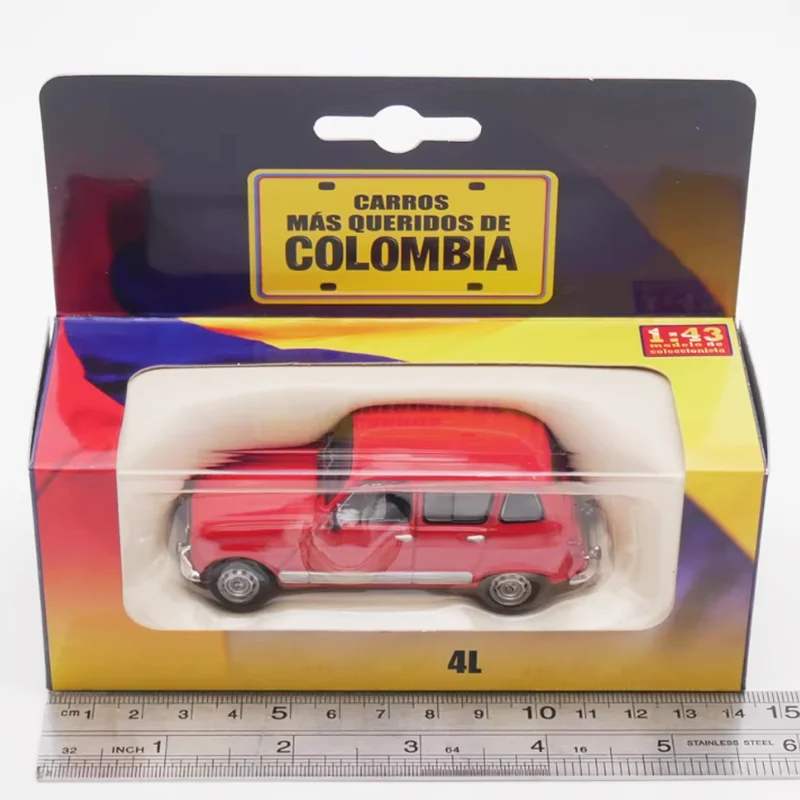 CARROS
MÁS QUERIDOS DE
COLOMBIA
1:43
modelo de
coleccionista
4L
cm 1 2 3 4 5 6 7 8 9 10 11 12 13 14 15
32 INCH 1 2 3 64 4 16 5 STAINLESS STEEL 6